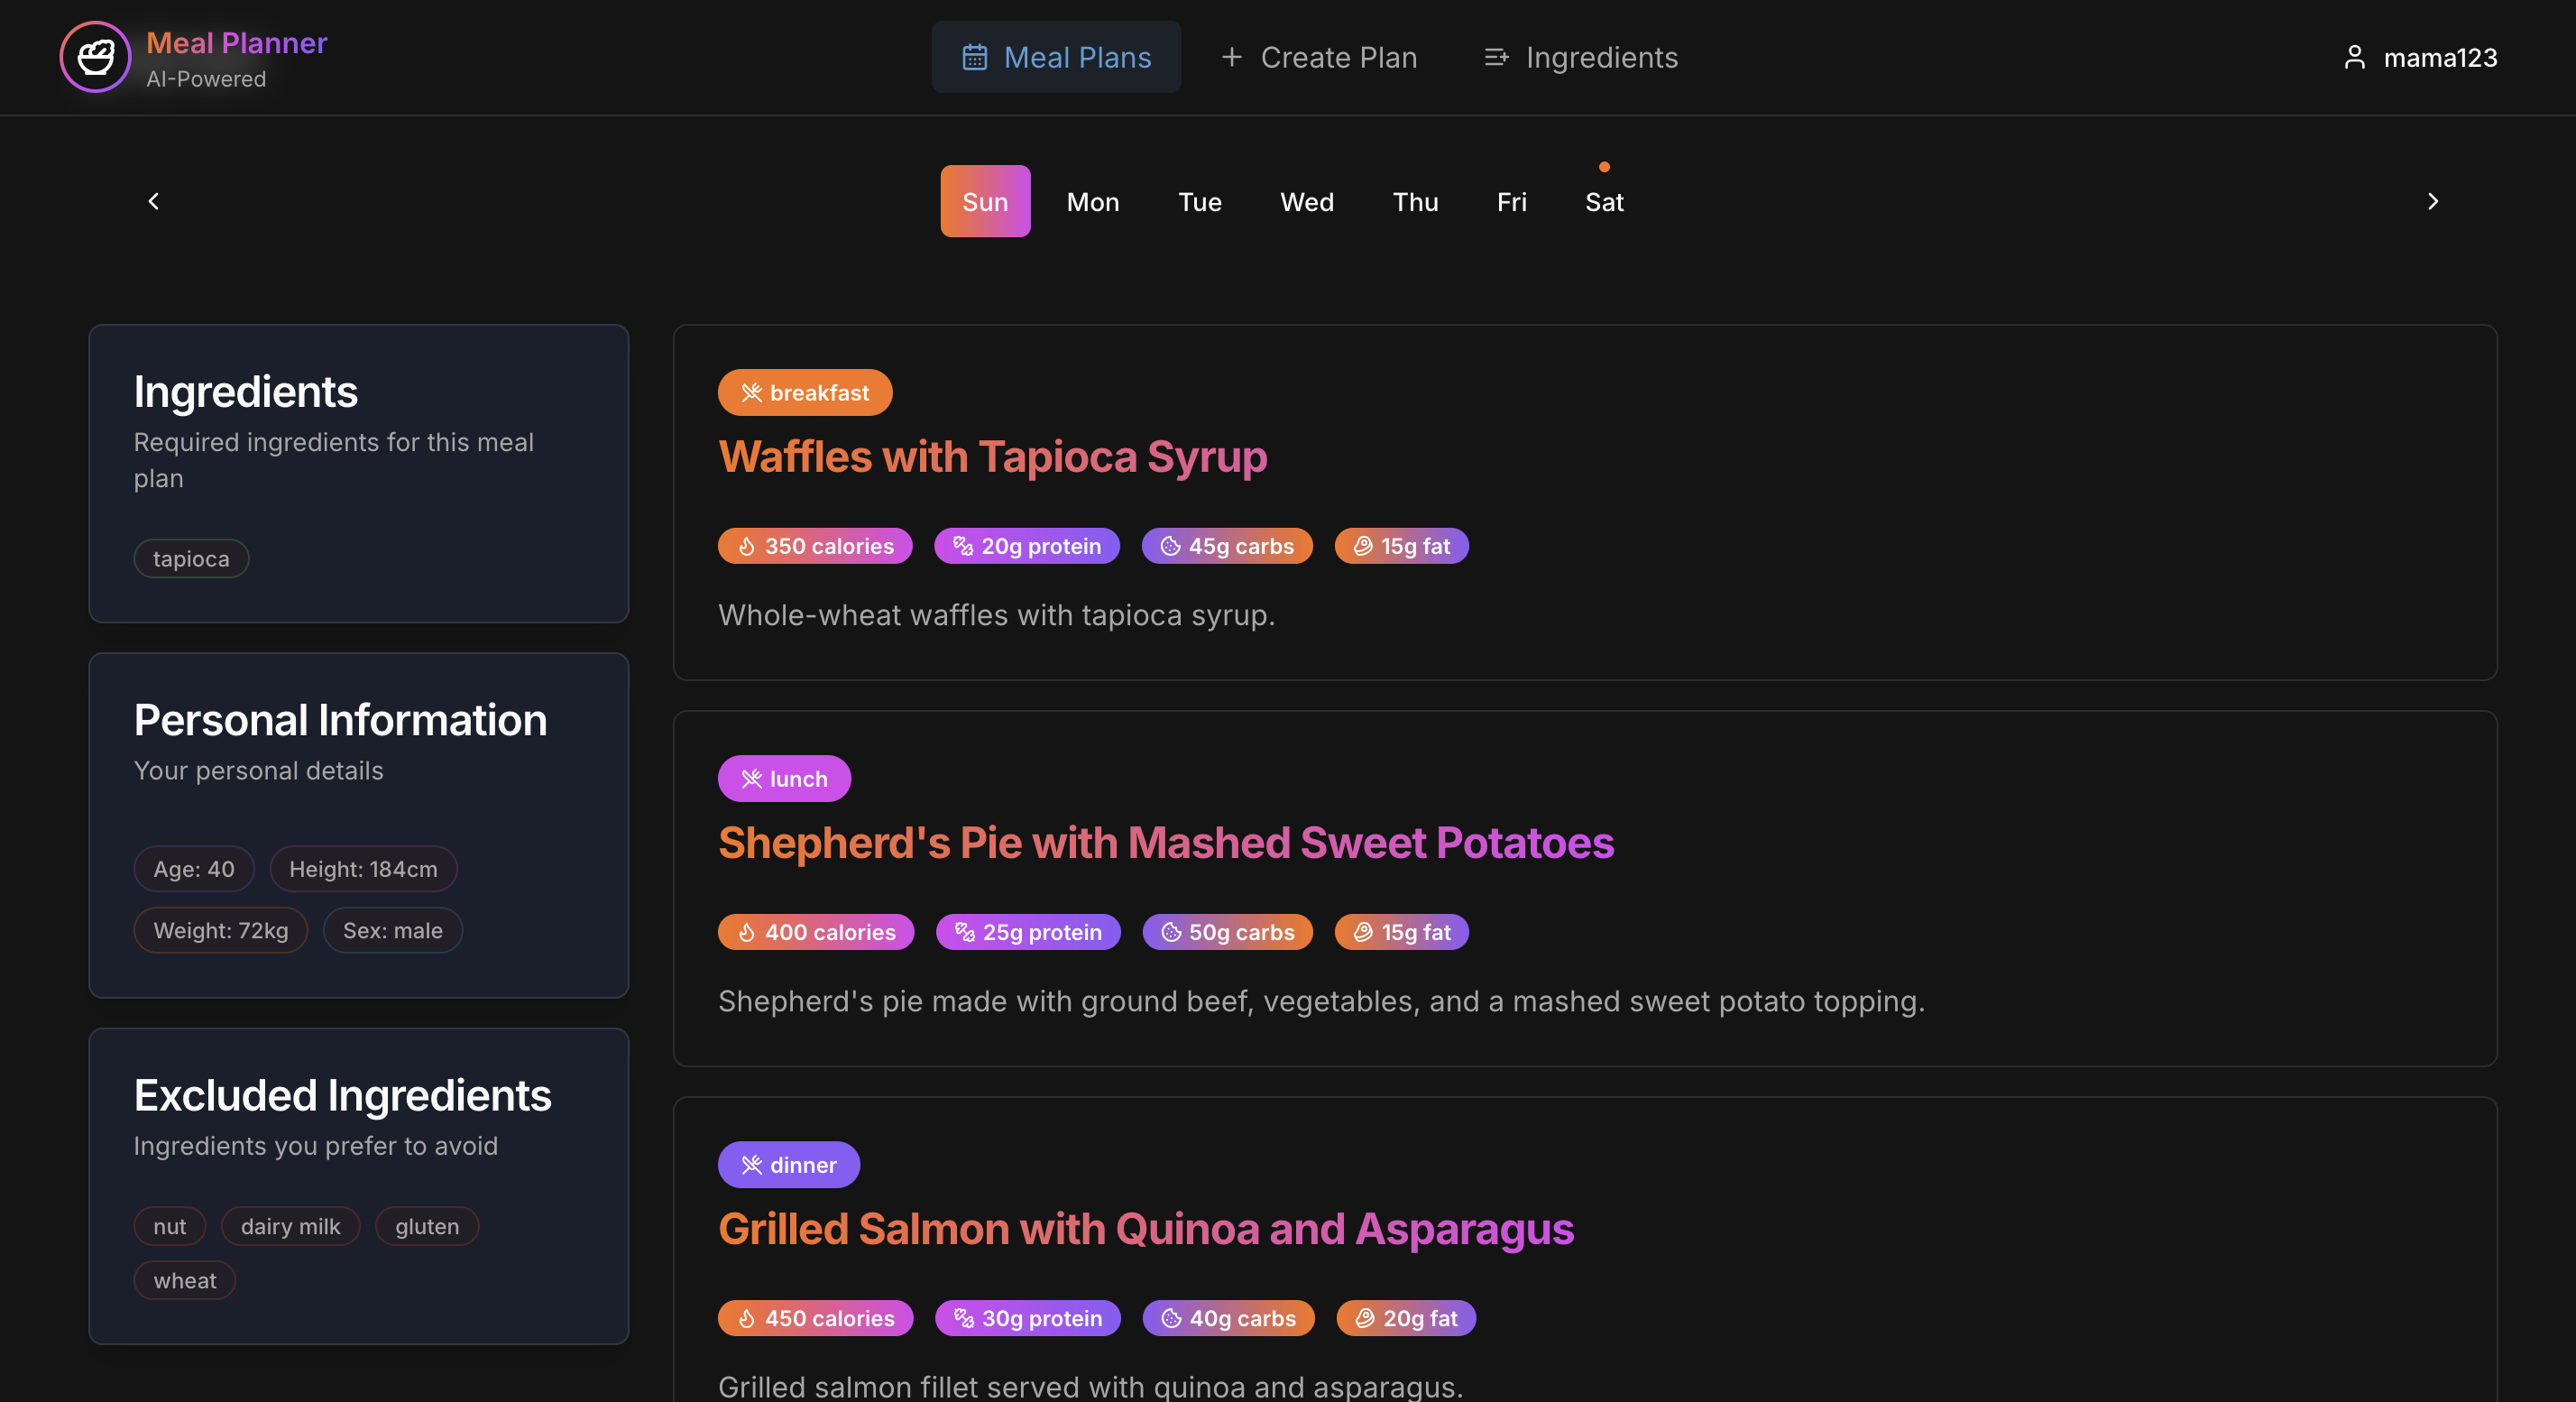 Meal Planner
AI-Powered
Meal Plans
Create Plan
Ingredients
mama123
Sun
Mon
Tue
Wed
Thu
Fri
Sat
Ingredients
Required ingredients for this meal
plan
tapioca
Personal Information
Your personal details
Age: 40
Height: 184cm
Weight: 72kg
Sex: male
Excluded Ingredients
Ingredients you prefer to avoid
nut
dairy milk
gluten
wheat
breakfast
Waffles with Tapioca Syrup
350 calories
20g protein
45g carbs
15g fat
Whole-wheat waffles with tapioca syrup.
lunch
Shepherd's Pie with Mashed Sweet Potatoes
400 calories
25g protein
50g carbs
15g fat
Shepherd's pie made with ground beef, vegetables, and a mashed sweet potato topping.
dinner
Grilled Salmon with Quinoa and Asparagus
450 calories
30g protein
40g carbs
20g fat
Grilled salmon fillet served with quinoa and asparagus.